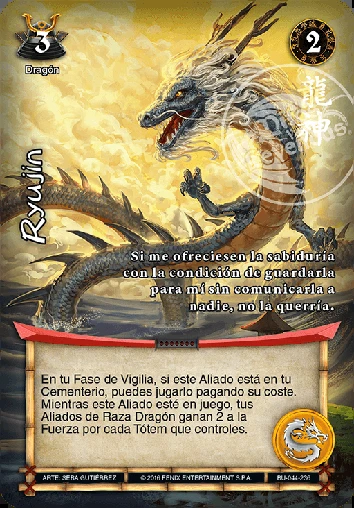 3
2
Dragón
龍神
Ryujin
Si me ofreciesen la sabiduría
con la condición de guardarla
para mí sin comunicarla a
nadie, no la querría.
En tu Fase de Vigilia, si este Aliado está en tu
Cementerio, puedes jugarlo pagando su coste.
Mientras este Aliado esté en juego, tus
Aliados de Raza Dragón ganan 2 a la
Fuerza por cada Tótem que controles.
ARTE: SEBA GUTIÉRREZ © 2016 FENIX ENTERTAINMENT S.P.A.